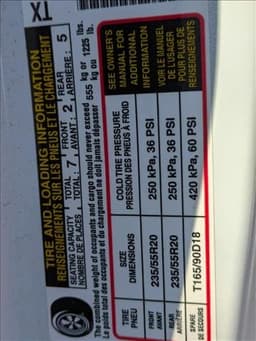 X1
TIRE AND LOADING INFORMATION
RENSEIGNEMENTS SUR LES PNEUS ET LE CHARGEMENT
SEATING CAPACITY TOTAL: 7 FRONT: 2 REAR: 5
NOMBRE DE PLACES TOTAL: AVANT: ARRIÈRE:
The combined weight of occupants and cargo should never exceed 555 kg or 1225 lbs.
Le poids total des occupants et du chargement ne doit jamais dépasser 555 kg ou 1225 lb.
TIRE PNEU
SIZE DIMENSIONS
COLD TIRE PRESSURE
PRESSION DES PNEUS À FROID
FRONT AVANT 235/55R20 250 kPa, 36 PSI
REAR ARRIÈRE 235/55R20 250 kPa, 36 PSI
SPARE DE SECOURS T165/90D18 420 kPa, 60 PSI
SEE OWNER'S
MANUAL FOR
ADDITIONAL
INFORMATION
VOIR LE MANUEL
DE L'USAGER
POUR PLUS DE
RENSEIGNEMENTS